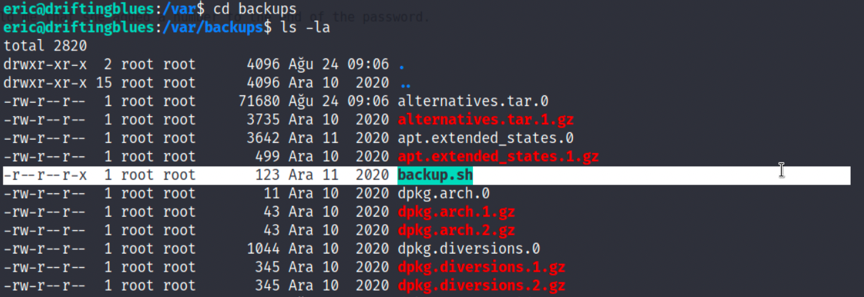 eric@driftingblues:/var$ cd backups
eric@driftingblues:/var/backups$ ls -la
total 2820
drwxr-xr-x  2 root root     4096 Ağu 24 09:06 .
drwxr-xr-x 15 root root     4096 Ara 10  2020 ..
-rw-r--r--  1 root root    71680 Ağu 24 09:06 alternatives.tar.0
-rw-r--r--  1 root root     3735 Ara 10  2020 alternatives.tar.1.gz
-rw-r--r--  1 root root     3642 Ara 11  2020 apt.extended_states.0
-rw-r--r--  1 root root      499 Ara 10  2020 apt.extended_states.1.gz
-r--r--r-x  1 root root      123 Ara 11  2020 backup.sh
-rw-r--r--  1 root root       11 Ara 10  2020 dpkg.arch.0
-rw-r--r--  1 root root       43 Ara 10  2020 dpkg.arch.1.gz
-rw-r--r--  1 root root       43 Ara 10  2020 dpkg.arch.2.gz
-rw-r--r--  1 root root     1044 Ara 10  2020 dpkg.diversions.0
-rw-r--r--  1 root root      345 Ara 10  2020 dpkg.diversions.1.gz
-rw-r--r--  1 root root      345 Ara 10  2020 dpkg.diversions.2.gz